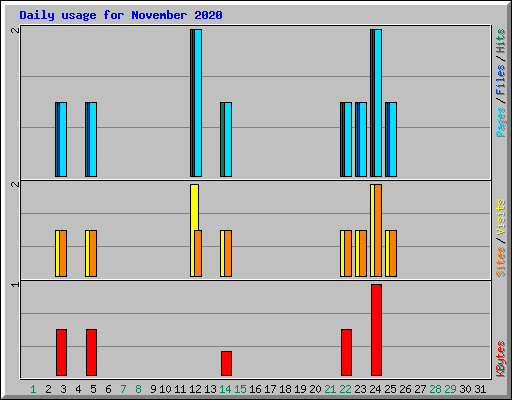 Daily usage for November 2020
2
Pages / Files / Hits
2
Sites / Visits
1
KBytes
1 2 3 4 5 6 7 8 9 10 11 12 13 14 15 16 17 18 19 20 21 22 23 24 25 26 27 28 29 30 31